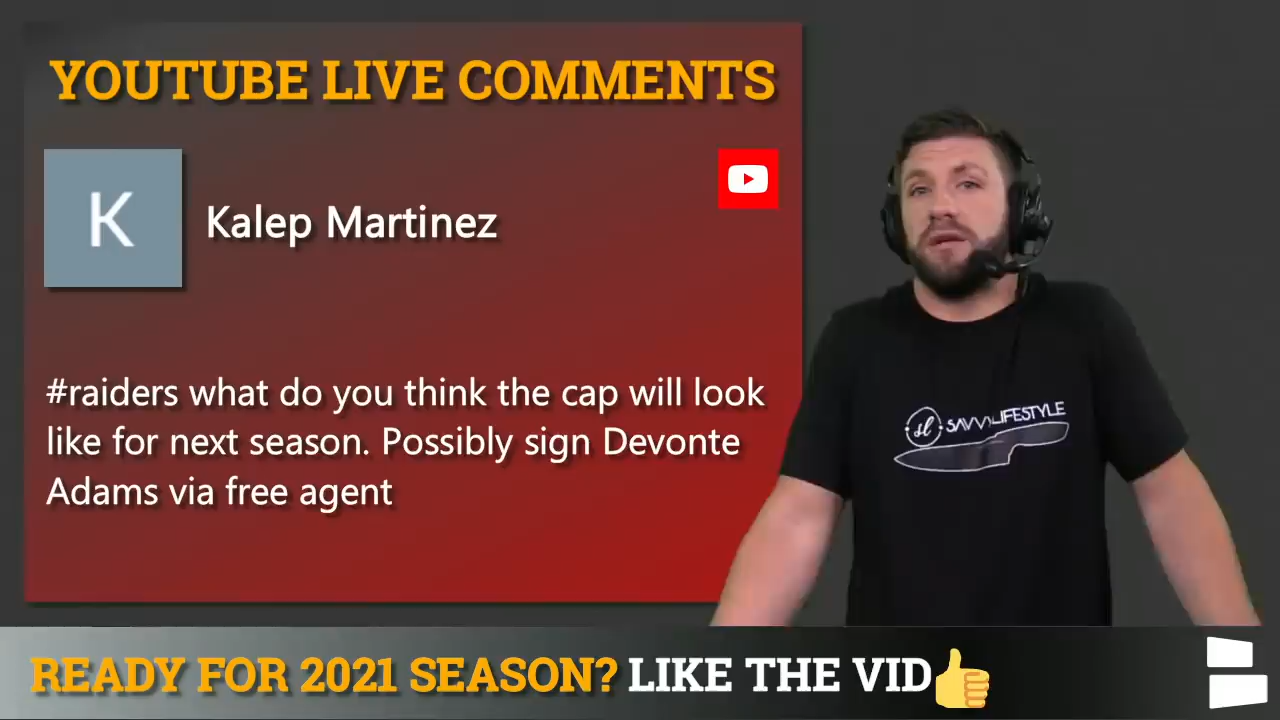 YOUTUBE LIVE COMMENTS
K
Kalep Martinez
#raiders what do you think the cap will look
like for next season. Possibly sign Devonte
Adams via free agent
sl
SAVVYLIFESTYLE
READY FOR 2021 SEASON? LIKE THE VID